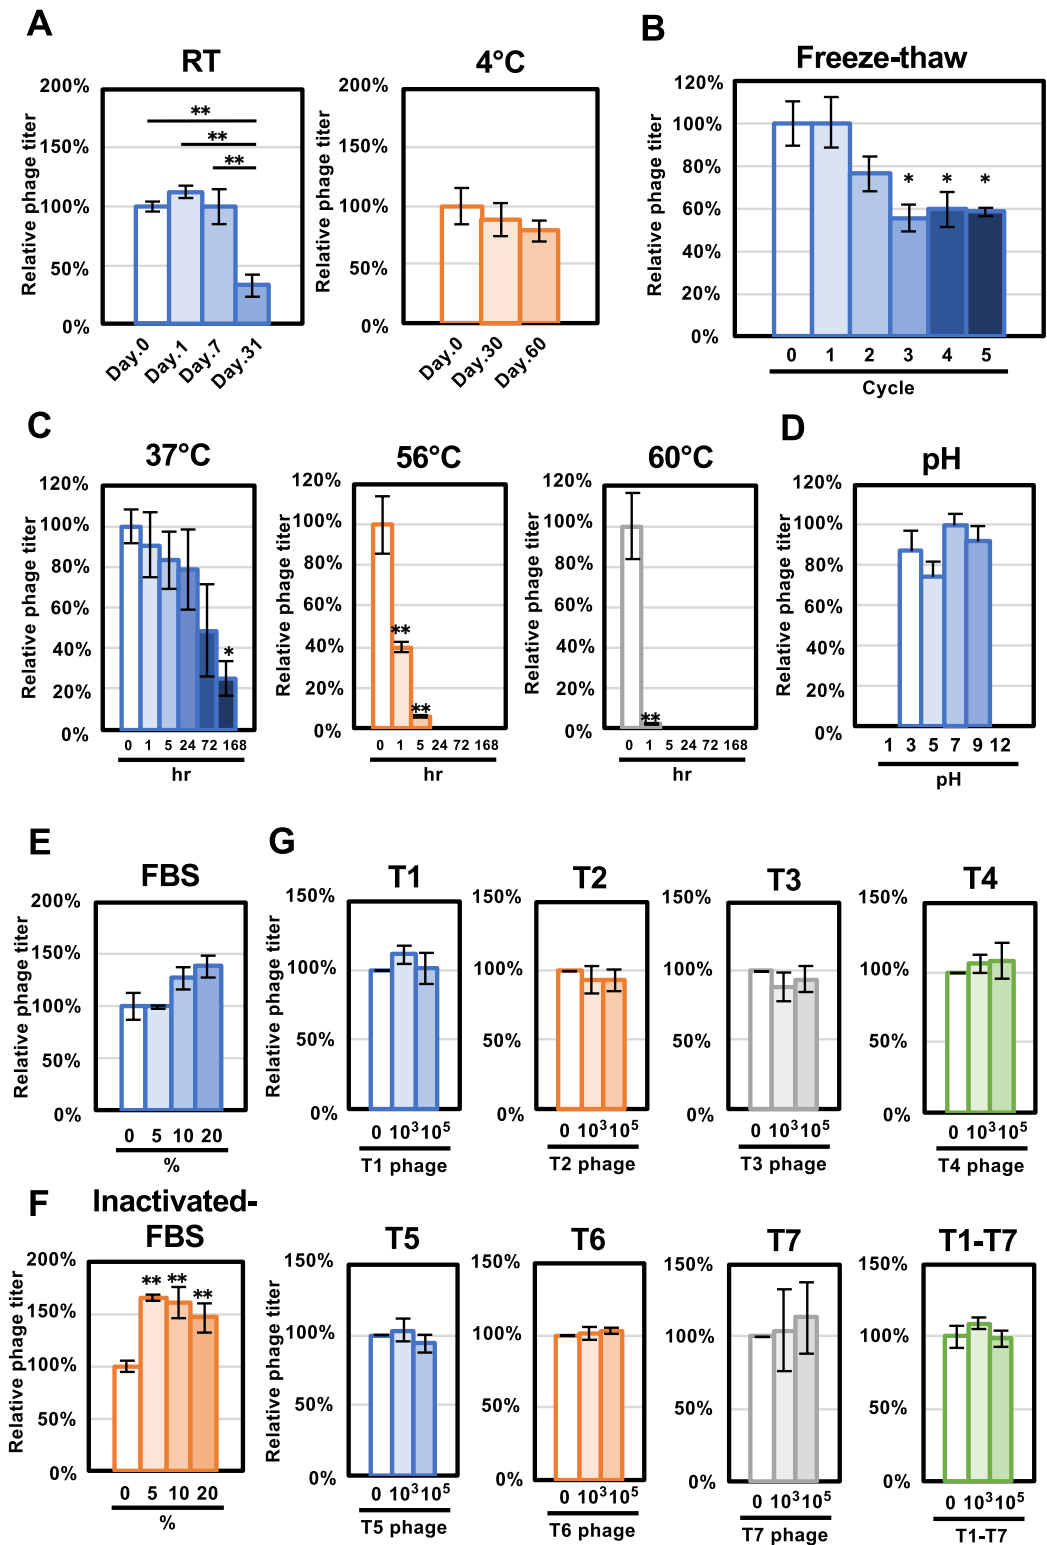 A
RT
Relative phage titer
200%
150%
100%
50%
0%
**
**
**
Day.0
Day.1
Day.7
Day.31
4°C
Relative phage titer
200%
150%
100%
50%
0%
Day.0
Day.30
Day.60
B
Freeze-thaw
Relative phage titer
120%
100%
80%
60%
40%
20%
0%
* * *
0 1 2 3 4 5
Cycle
C
37°C
Relative phage titer
120%
100%
80%
60%
40%
20%
0%
*
0 1 5 24 72 168
hr
56°C
Relative phage titer
120%
100%
80%
60%
40%
20%
0%
**
**
0 1 5 24 72 168
hr
60°C
Relative phage titer
120%
100%
80%
60%
40%
20%
0%
**
0 1 5 24 72 168
hr
D
pH
Relative phage titer
120%
100%
80%
60%
40%
20%
0%
1 3 5 7 9 12
pH
E
FBS
Relative phage titer
200%
150%
100%
50%
0%
0 5 10 20
%
F
Inactivated-
FBS
Relative phage titer
200%
150%
100%
50%
0%
** ** **
0 5 10 20
%
G
T1
150%
100%
50%
0%
0 10³10⁵
T1 phage
T2
150%
100%
50%
0%
0 10³10⁵
T2 phage
T3
150%
100%
50%
0%
0 10³10⁵
T3 phage
T4
150%
100%
50%
0%
0 10³10⁵
T4 phage
T5
150%
100%
50%
0%
0 10³10⁵
T5 phage
T6
150%
100%
50%
0%
0 10³10⁵
T6 phage
T7
150%
100%
50%
0%
0 10³10⁵
T7 phage
T1-T7
150%
100%
50%
0%
0 10³10⁵
T1-T7